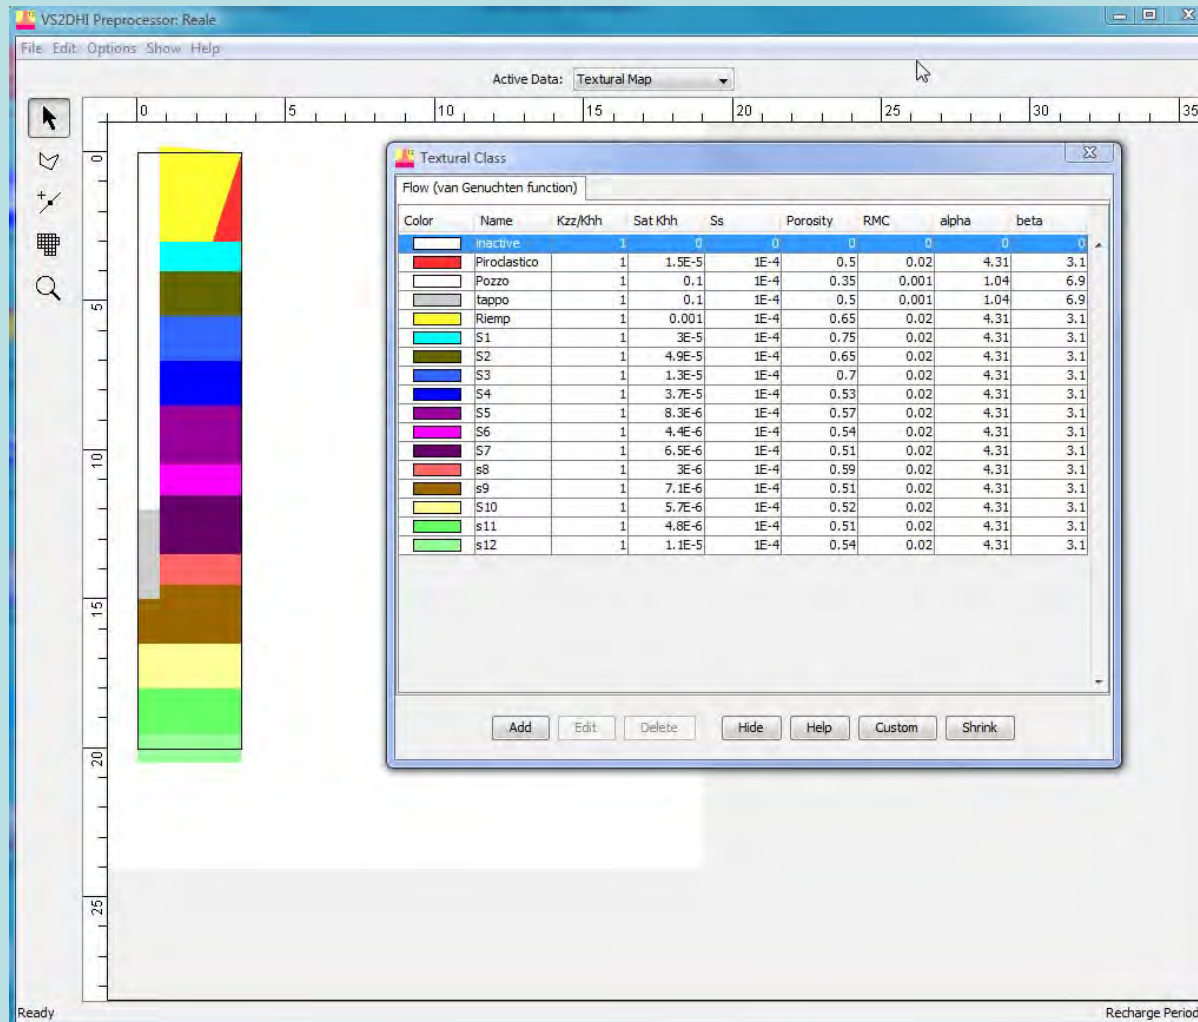 VS2DHI Preprocessor: Reale
File Edit Options Show Help
Active Data: Textural Map
0 5 10 15 20 25 30 35
0
5
10
15
20
25
Textural Class
Flow (van Genuchten function)
Color Name Kzz/Khh Sat Khh Ss Porosity RMC alpha beta
inactive 1 0 0 0 0 0 0
Piroclastico 1 1.5E-5 1E-4 0.5 0.02 4.31 3.1
Pozzo 1 0.1 1E-4 0.35 0.001 1.04 6.9
tappo 1 0.1 1E-4 0.5 0.001 1.04 6.9
Riemp 1 0.001 1E-4 0.65 0.02 4.31 3.1
S1 1 3E-5 1E-4 0.75 0.02 4.31 3.1
S2 1 4.9E-5 1E-4 0.65 0.02 4.31 3.1
S3 1 1.3E-5 1E-4 0.7 0.02 4.31 3.1
S4 1 3.7E-5 1E-4 0.53 0.02 4.31 3.1
S5 1 8.3E-6 1E-4 0.57 0.02 4.31 3.1
S6 1 4.4E-6 1E-4 0.54 0.02 4.31 3.1
S7 1 6.5E-6 1E-4 0.51 0.02 4.31 3.1
s8 1 3E-6 1E-4 0.59 0.02 4.31 3.1
s9 1 7.1E-6 1E-4 0.51 0.02 4.31 3.1
S10 1 5.7E-6 1E-4 0.52 0.02 4.31 3.1
s11 1 4.8E-6 1E-4 0.51 0.02 4.31 3.1
s12 1 1.1E-5 1E-4 0.54 0.02 4.31 3.1
Add Edit Delete Hide Help Custom Shrink
Ready Recharge Period